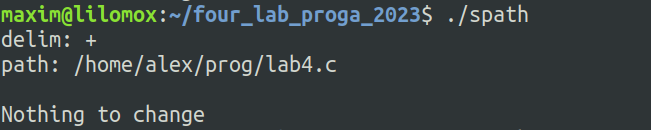 maxim@lilomox:~/four_lab_proga_2023$ ./spath
delim: +
path: /home/alex/prog/lab4.c
Nothing to change